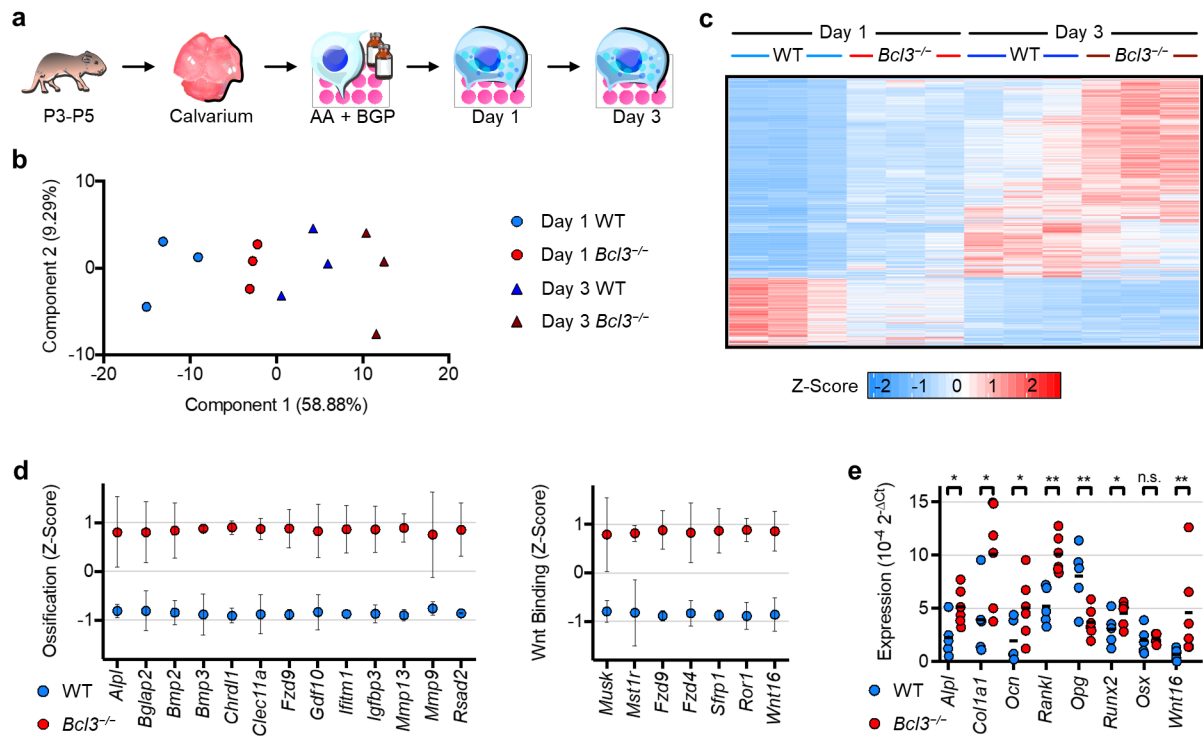 a
P3-P5
Calvarium
AA + BGP
Day 1
Day 3
b
Component 2 (9.29%)
10
0
-10
-20
-10
0
10
20
Component 1 (58.88%)
Day 1 WT
Day 1 Bcl3⁻/⁻
Day 3 WT
Day 3 Bcl3⁻/⁻
c
Day 1
Day 3
WT
Bcl3⁻/⁻
WT
Bcl3⁻/⁻
Z-Score
-2 -1 0 1 2
d
Ossification (Z-Score)
1
0
-1
Alpl
Bglap2
Bmp2
Bmp3
Chrdl1
Clec11a
Fzd9
Gdf10
Ifitm1
Igfbp3
Mmp13
Mmp9
Rsad2
WT
Bcl3⁻/⁻
Wnt Binding (Z-Score)
1
0
-1
Musk
Mst1r
Fzd9
Fzd4
Sfrp1
Ror1
Wnt16
e
Expression (10⁻⁴ 2^-ΔCt)
15
10
5
0
* * * ** ** * n.s. **
Alpl
Col1a1
Ocn
Rankl
Opg
Runx2
Osx
Wnt16
WT
Bcl3⁻/⁻